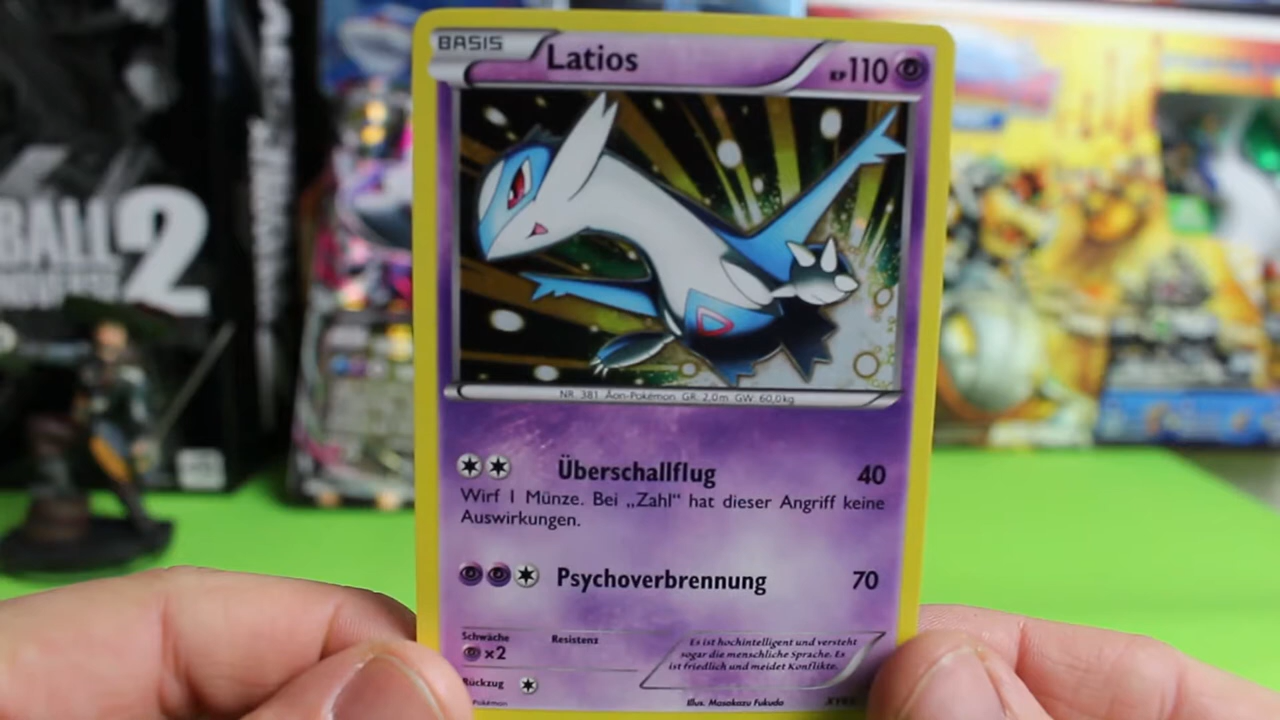 BASIS Latios KP110
NR. 381 Äon-Pokémon GR. 2,0m GW. 60,0kg
Überschallflug 40
Wirf 1 Münze. Bei „Zahl“ hat dieser Angriff keine
Auswirkungen.
Psychoverbrennung 70
Schwäche Resistenz
×2
Rückzug
Es ist hochintelligent und versteht
sogar die menschliche Sprache. Es
ist friedlich und meidet Konflikte.
Illus. Masakazu Fukuda
Pokémon
BALL
2